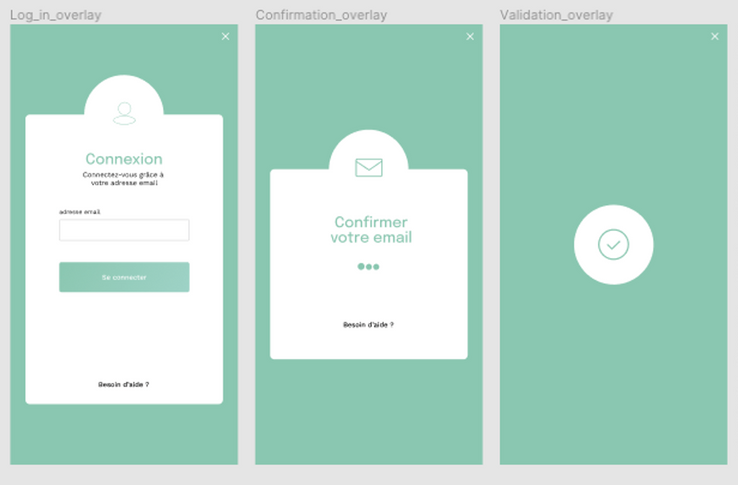 Log_in_overlay
Confirmation_overlay
Validation_overlay
Connexion
Connectez-vous grâce à
votre adresse email
adresse email
Se connecter
Besoin d'aide ?
Confirmer
votre email
Besoin d'aide ?